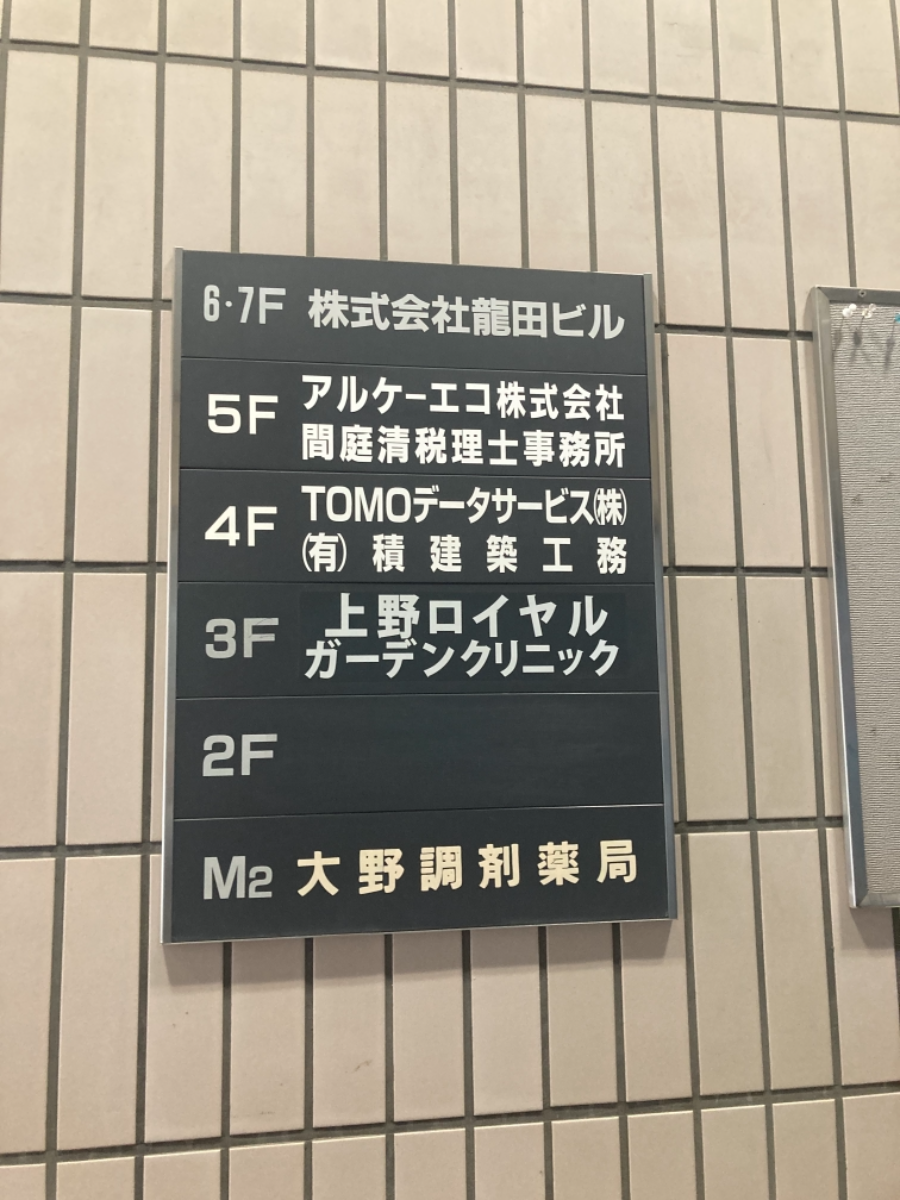 6・7F 株式会社龍田ビル
5F アルケーエコ株式会社
間庭清税理士事務所
4F TOMOデータサービス㈱
㈲ 積建築工務
3F 上野ロイヤル
ガーデンクリニック
2F
M2 大野調剤薬局